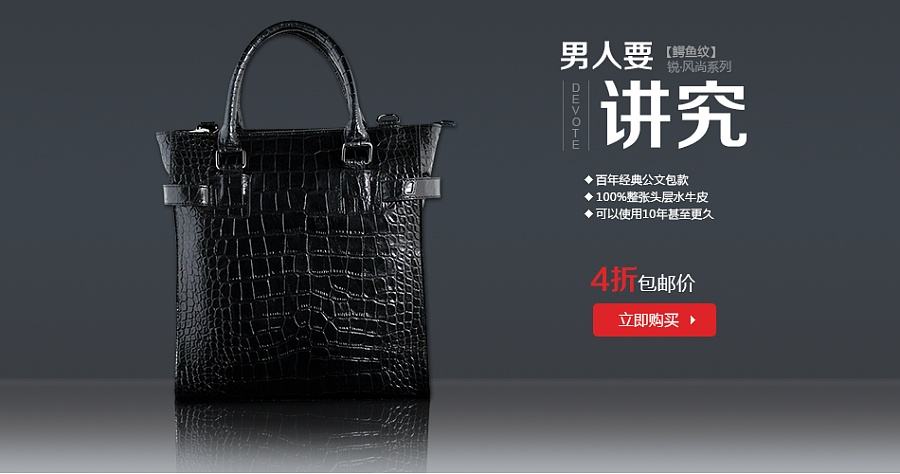 男人要
【鳄鱼纹】
锐·风尚系列
DEVOTE
讲究
◆百年经典公文包款
◆100%整张头层水牛皮
◆可以使用10年甚至更久
4折包邮价
立即购买